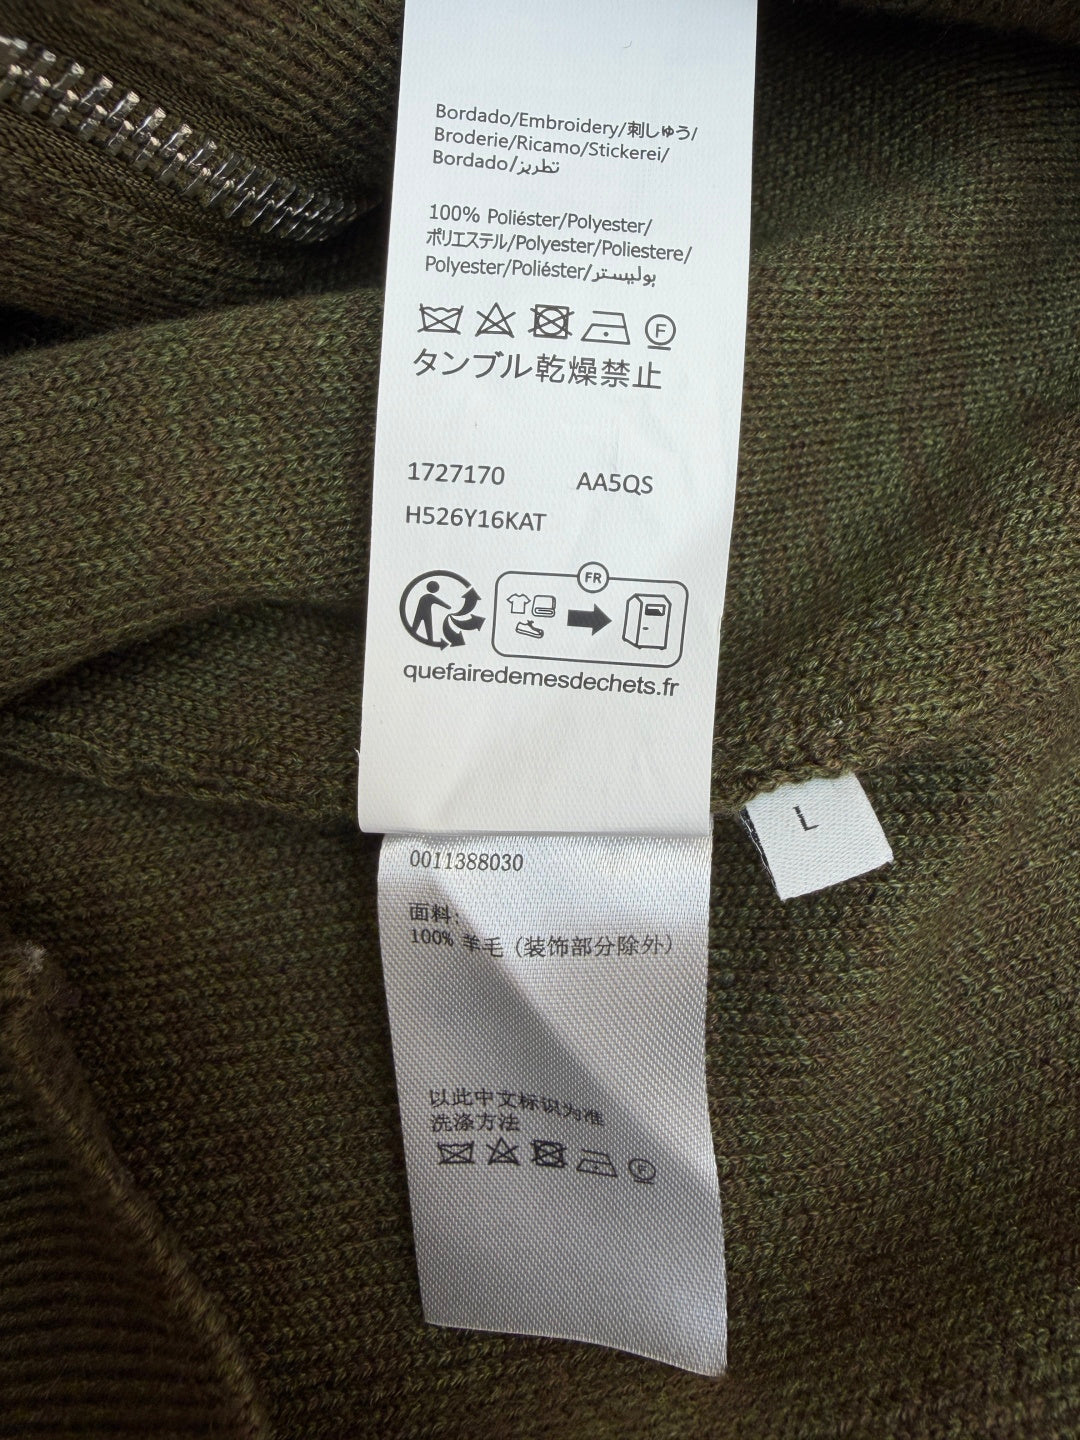 Bordado/Embroidery/刺しゅう/
Broderie/Ricamo/Stickerei/
Bordado/تطريز
100% Poliéster/Polyester/
ポリエステル/Polyester/Poliestere/
Polyester/Poliéster/بوليستر
F
タンブル乾燥禁止
1727170 AA5QS
H526Y16KAT
FR
quefairedemesdechets.fr
L
0011388030
面料:
100% 羊毛 (装饰部分除外)
以此中文标识为准
洗涤方法
F